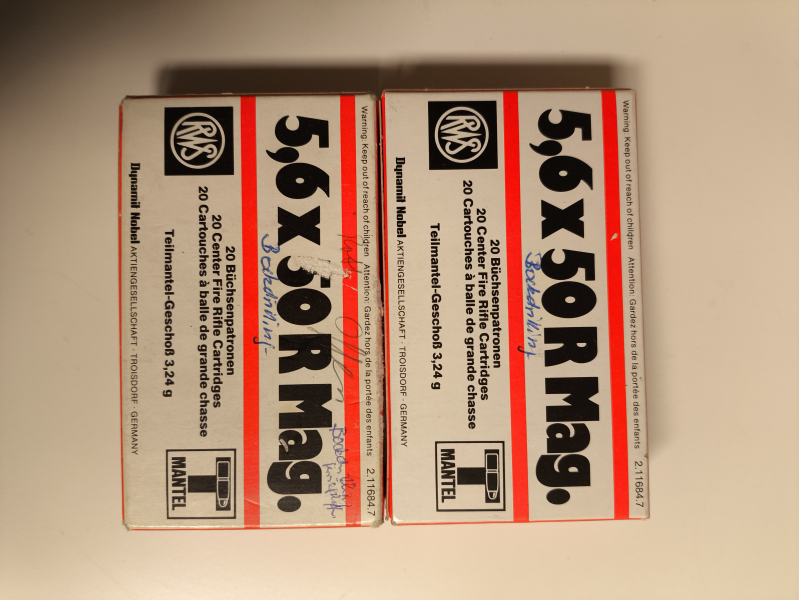 Warning: Keep out of reach of children Attention: Gardez hors de la portée des enfants 2.11684.7
5,6 x 50 R Mag.
Bockdrilling
RWS
20 Büchsenpatronen
20 Center Fire Rifle Cartridges
20 Cartouches à balle de grande chasse
Teilmantel-Geschoß 3,24 g
T
MANTEL
Dynamit Nobel AKTIENGESELLSCHAFT · TROISDORF · GERMANY
Warning: Keep out of reach of children Attention: Gardez hors de la portée des enfants 2.11684.7
Bockdrilling
5,6 x 50 R Mag.
Bockdrilling-
RWS
20 Büchsenpatronen
20 Center Fire Rifle Cartridges
20 Cartouches à balle de grande chasse
Teilmantel-Geschoß 3,24 g
T
MANTEL
Dynamit Nobel AKTIENGESELLSCHAFT · TROISDORF · GERMANY